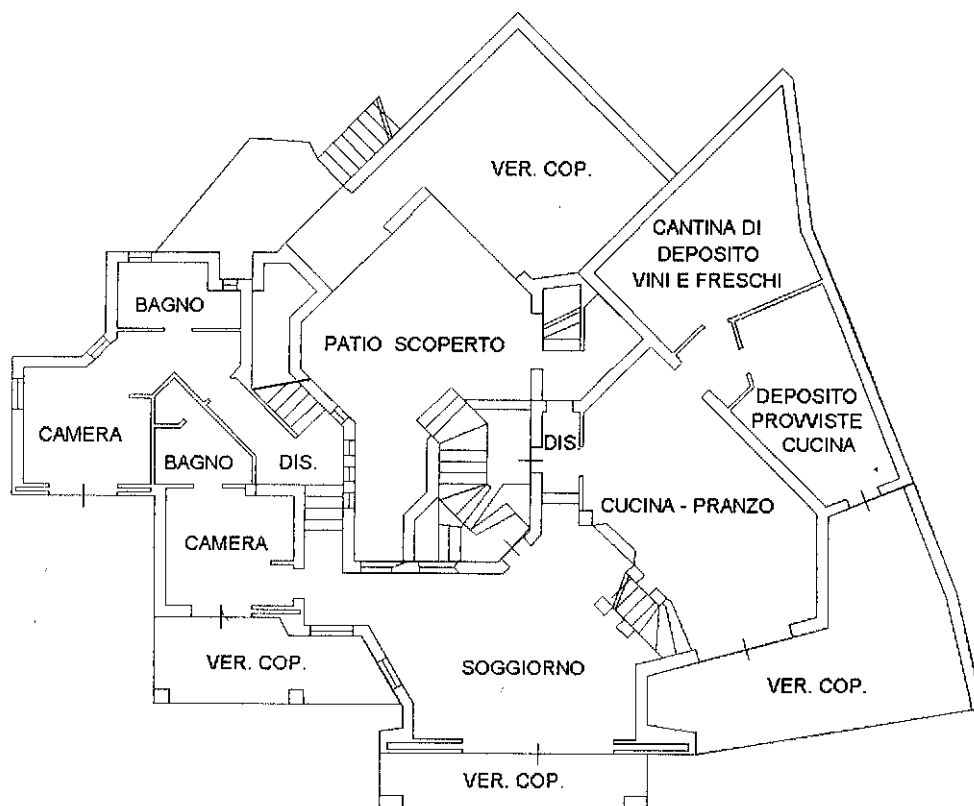 VER. COP.
CANTINA DI
DEPOSITO
VINI E FRESCHI
BAGNO
PATIO SCOPERTO
DEPOSITO
PROVVISTE
CUCINA
CAMERA
BAGNO
DIS.
DIS.
CUCINA - PRANZO
CAMERA
VER. COP.
SOGGIORNO
VER. COP.
VER. COP.